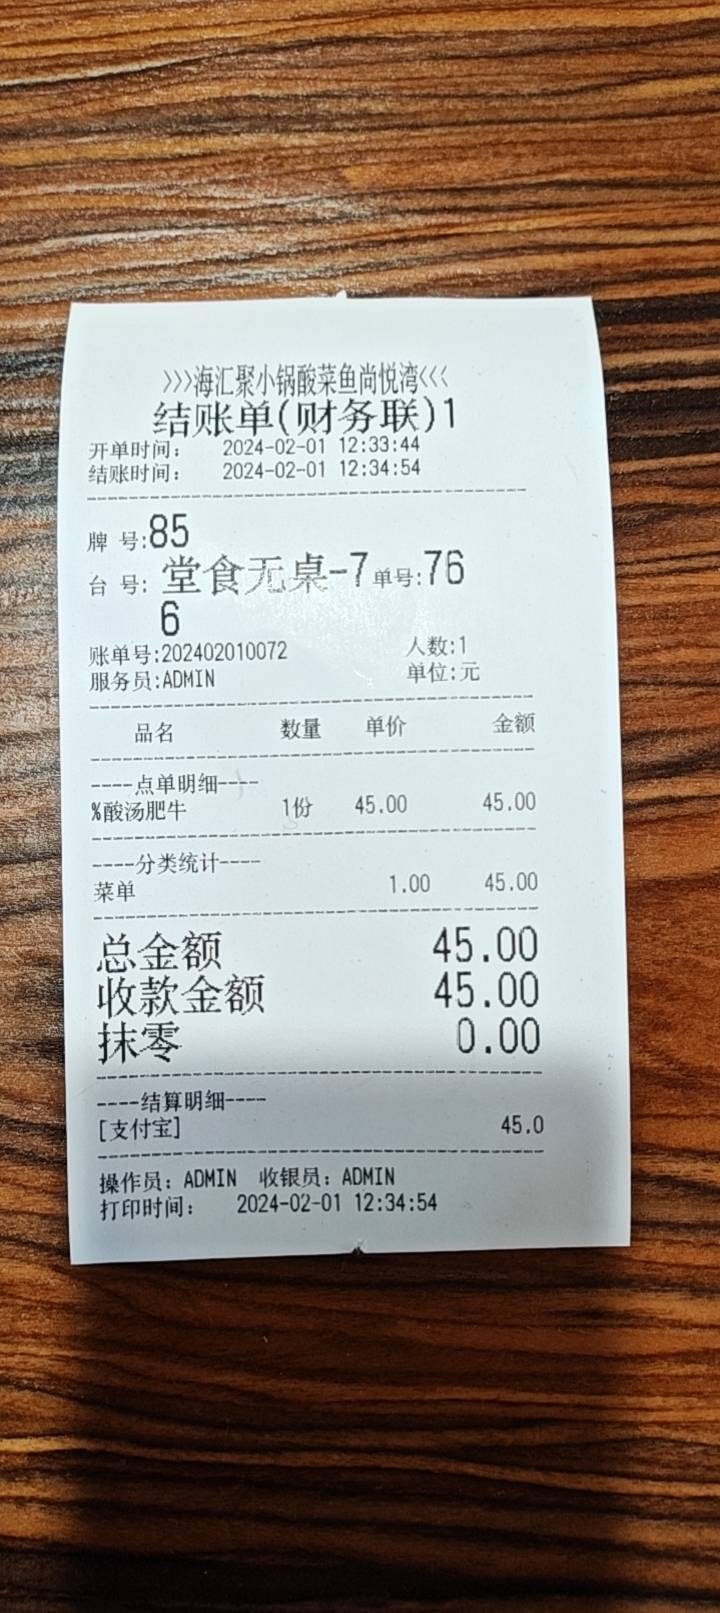 >>>海汇聚小锅酸菜鱼尚悦湾<<<
结账单(财务联)1
开单时间: 2024-02-01 12:33:44
结账时间: 2024-02-01 12:34:54
牌 号:85
台 号: 堂食无桌-7 单号:76
6
账单号:202402010072 人数:1
服务员:ADMIN 单位:元
品名 数量 单价 金额
----点单明细----
%酸汤肥牛 1份 45.00 45.00
----分类统计----
菜单 1.00 45.00
总金额 45.00
收款金额 45.00
抹零 0.00
----结算明细----
[支付宝] 45.0
操作员: ADMIN 收银员: ADMIN
打印时间: 2024-02-01 12:34:54